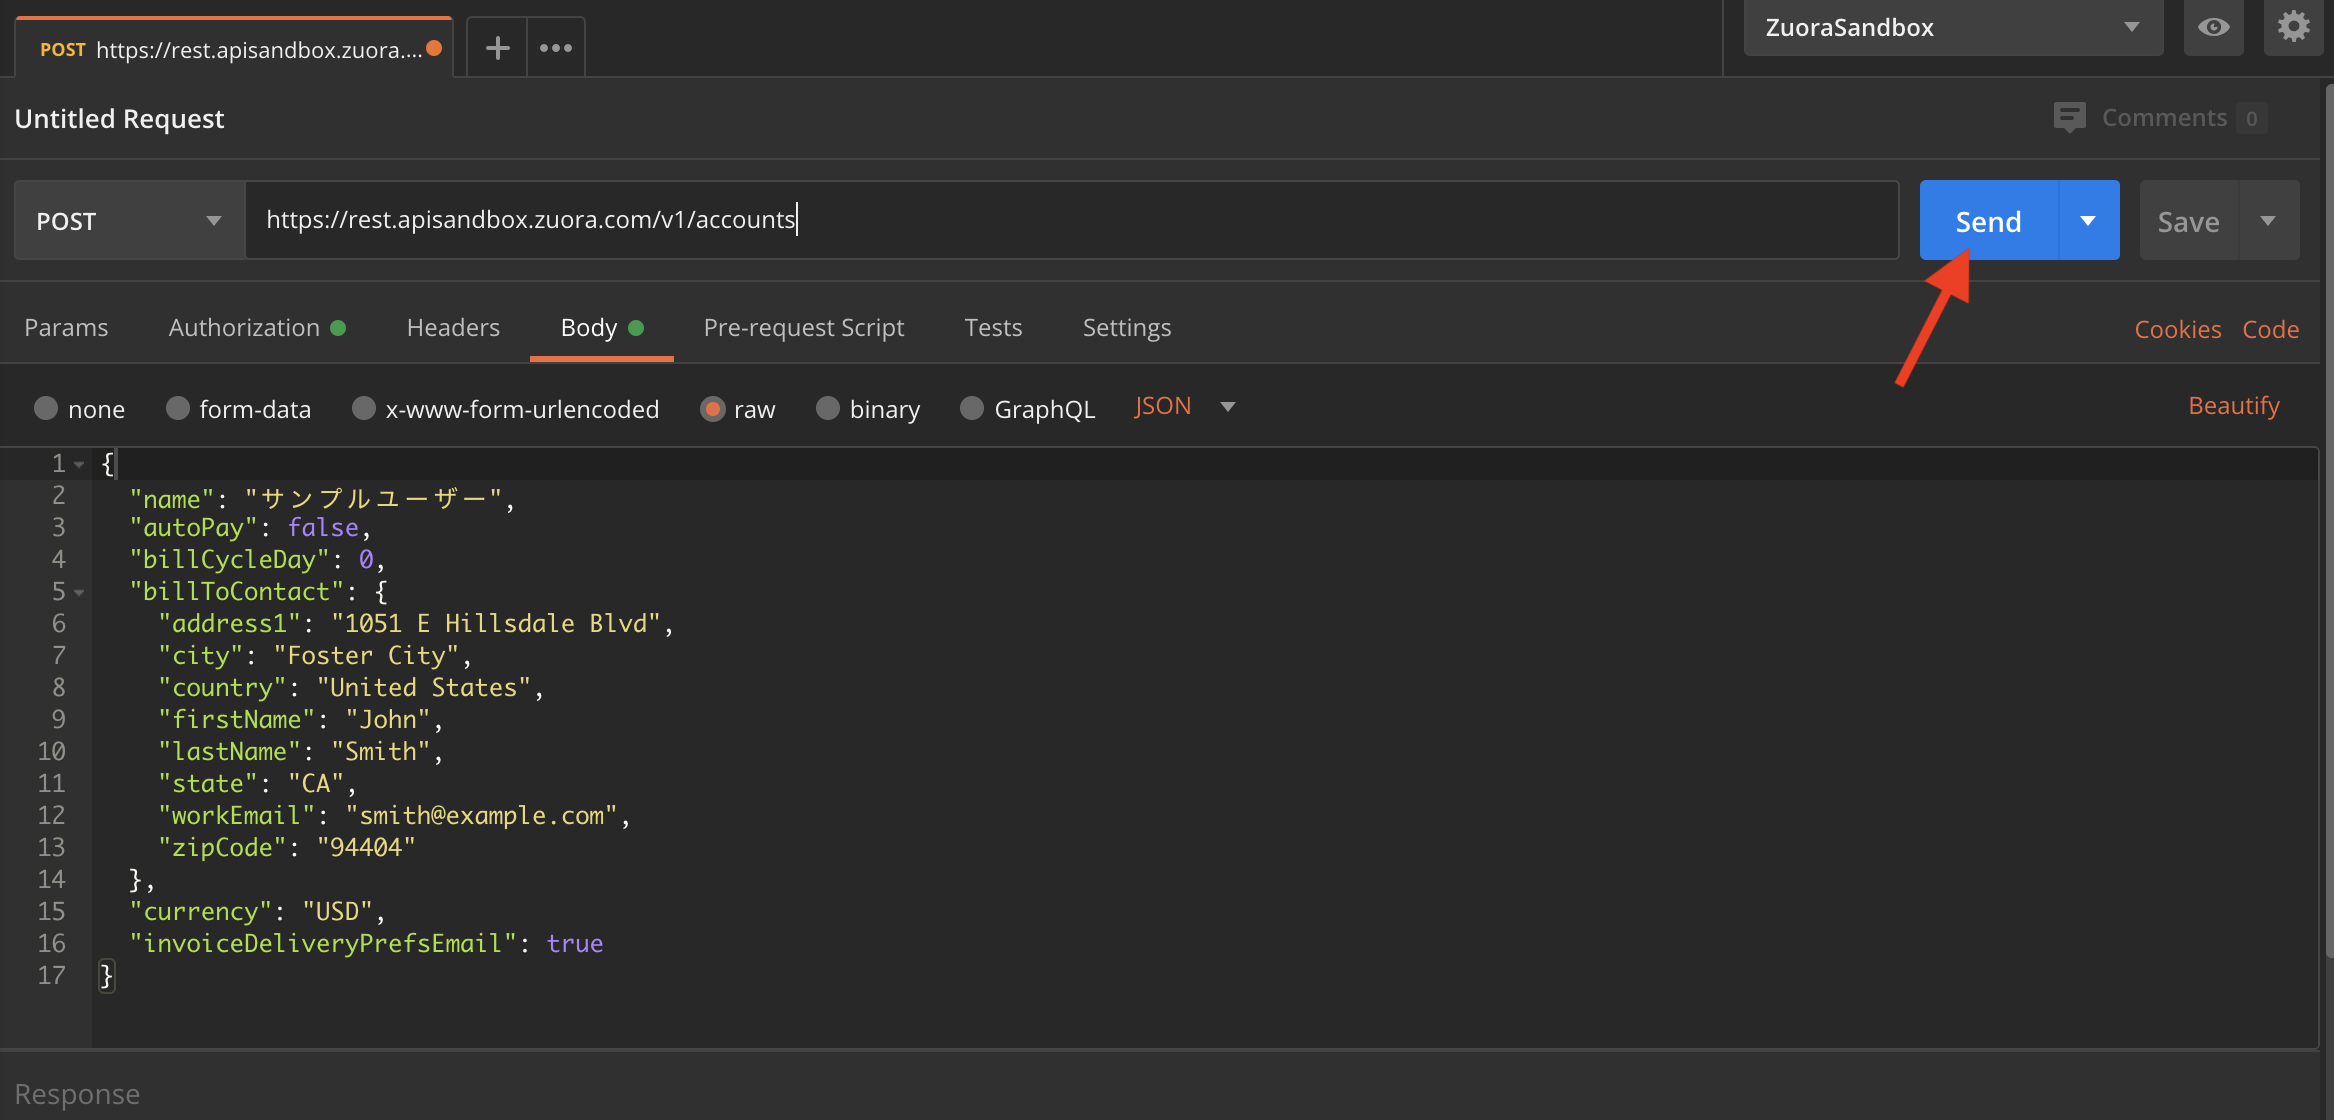 POST https://rest.apisandbox.zuora....
ZuoraSandbox
Untitled Request
Comments 0
POST https://rest.apisandbox.zuora.com/v1/accounts Send Save
Params Authorization Headers Body Pre-request Script Tests Settings Cookies Code
none form-data x-www-form-urlencoded raw binary GraphQL JSON Beautify
1 {
2 "name": "サンプルユーザー",
3 "autoPay": false,
4 "billCycleDay": 0,
5 "billToContact": {
6 "address1": "1051 E Hillsdale Blvd",
7 "city": "Foster City",
8 "country": "United States",
9 "firstName": "John",
10 "lastName": "Smith",
11 "state": "CA",
12 "workEmail": "smith@example.com",
13 "zipCode": "94404"
14 },
15 "currency": "USD",
16 "invoiceDeliveryPrefsEmail": true
17 }
Response